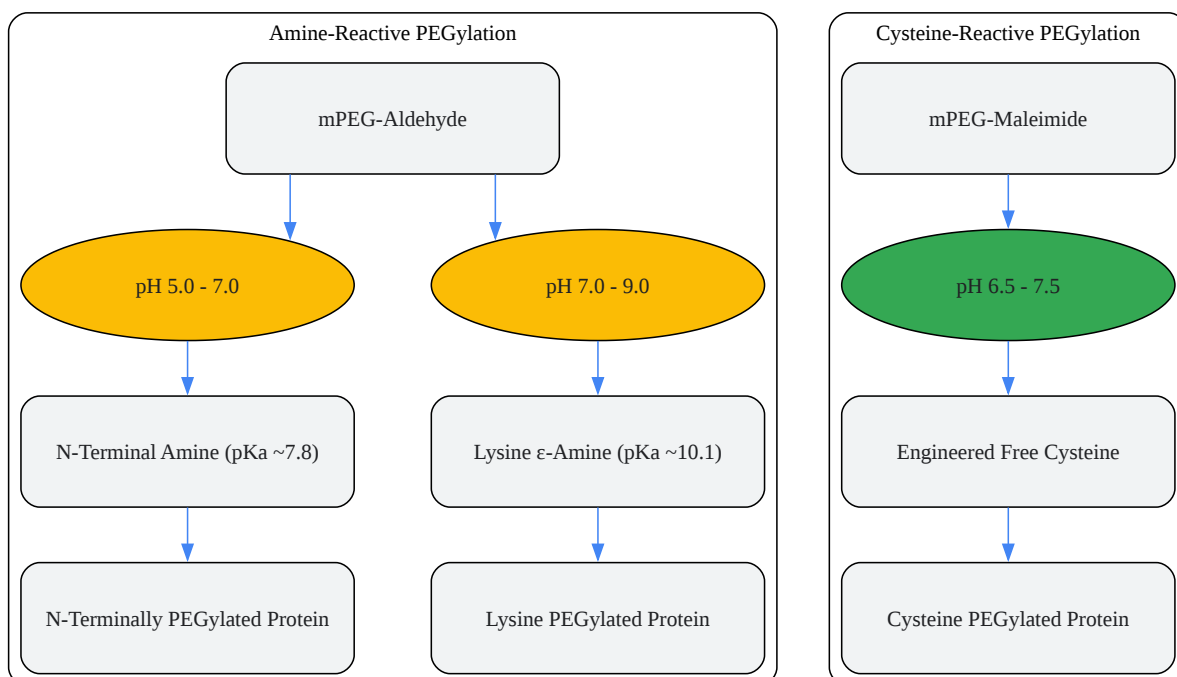 Amine-Reactive PEGylation
mPEG-Aldehyde
pH 5.0 - 7.0
pH 7.0 - 9.0
N-Terminal Amine (pKa ~7.8)
Lysine ε-Amine (pKa ~10.1)
N-Terminally PEGylated Protein
Lysine PEGylated Protein
Cysteine-Reactive PEGylation
mPEG-Maleimide
pH 6.5 - 7.5
Engineered Free Cysteine
Cysteine PEGylated Protein